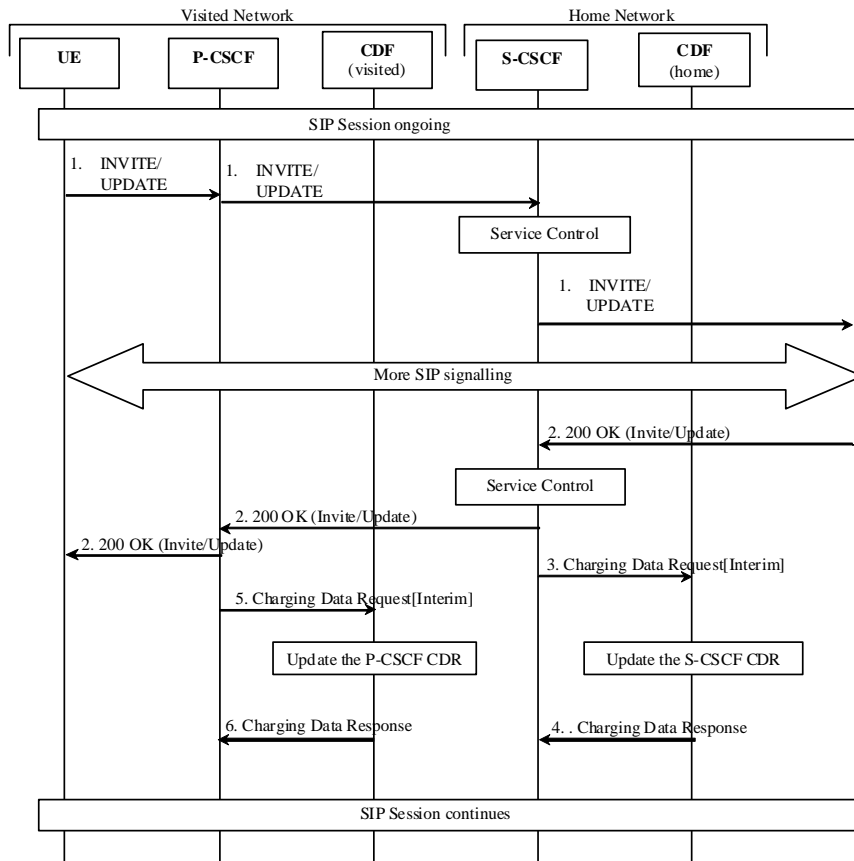 Visited Network
Home Network
UE
P-CSCF
CDF
(visited)
S-CSCF
CDF
(home)
SIP Session ongoing
1. INVITE/
UPDATE
1. INVITE/
UPDATE
Service Control
1. INVITE/
UPDATE
More SIP signalling
2. 200 OK (Invite/Update)
Service Control
2. 200 OK (Invite/Update)
2. 200 OK (Invite/Update)
3. Charging Data Request[Interim]
5. Charging Data Request[Interim]
Update the P-CSCF CDR
Update the S-CSCF CDR
6. Charging Data Response
4. . Charging Data Response
SIP Session continues